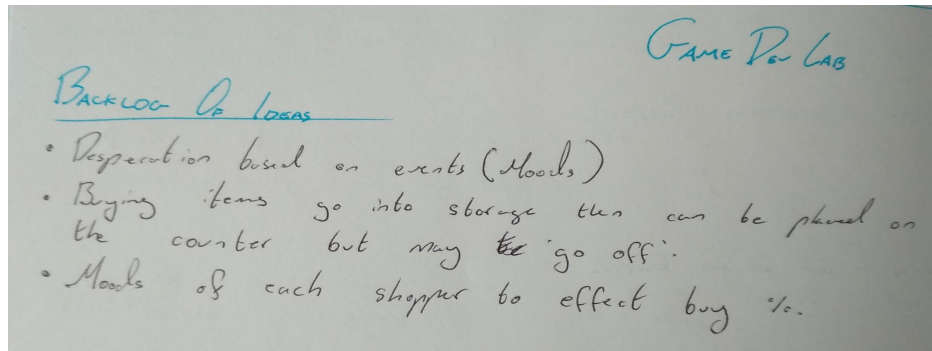 GAME DEV LAB
BACKLOG OF IDEAS
• Desperation based on events (Moods)
• Buying items go into storage then can be placed on
the counter but may 'go off'.
• Moods of each shopper to effect buy %.